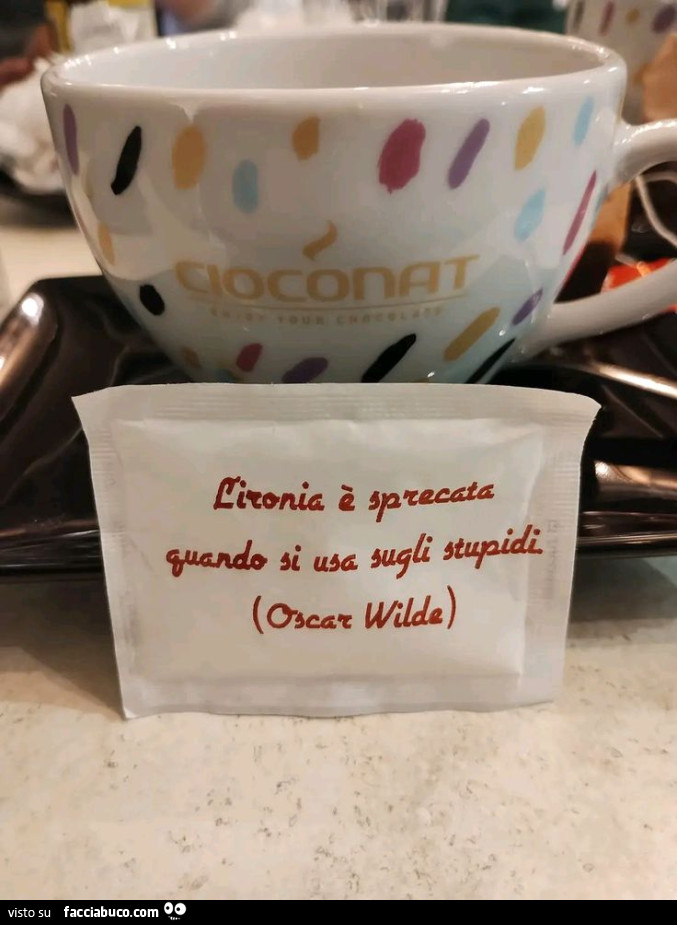 CIOCONAT
ENJOY YOUR CHOCOLATE
L'ironia è sprecata
quando si usa sugli stupidi.
(Oscar Wilde)
visto su facciabuco.com